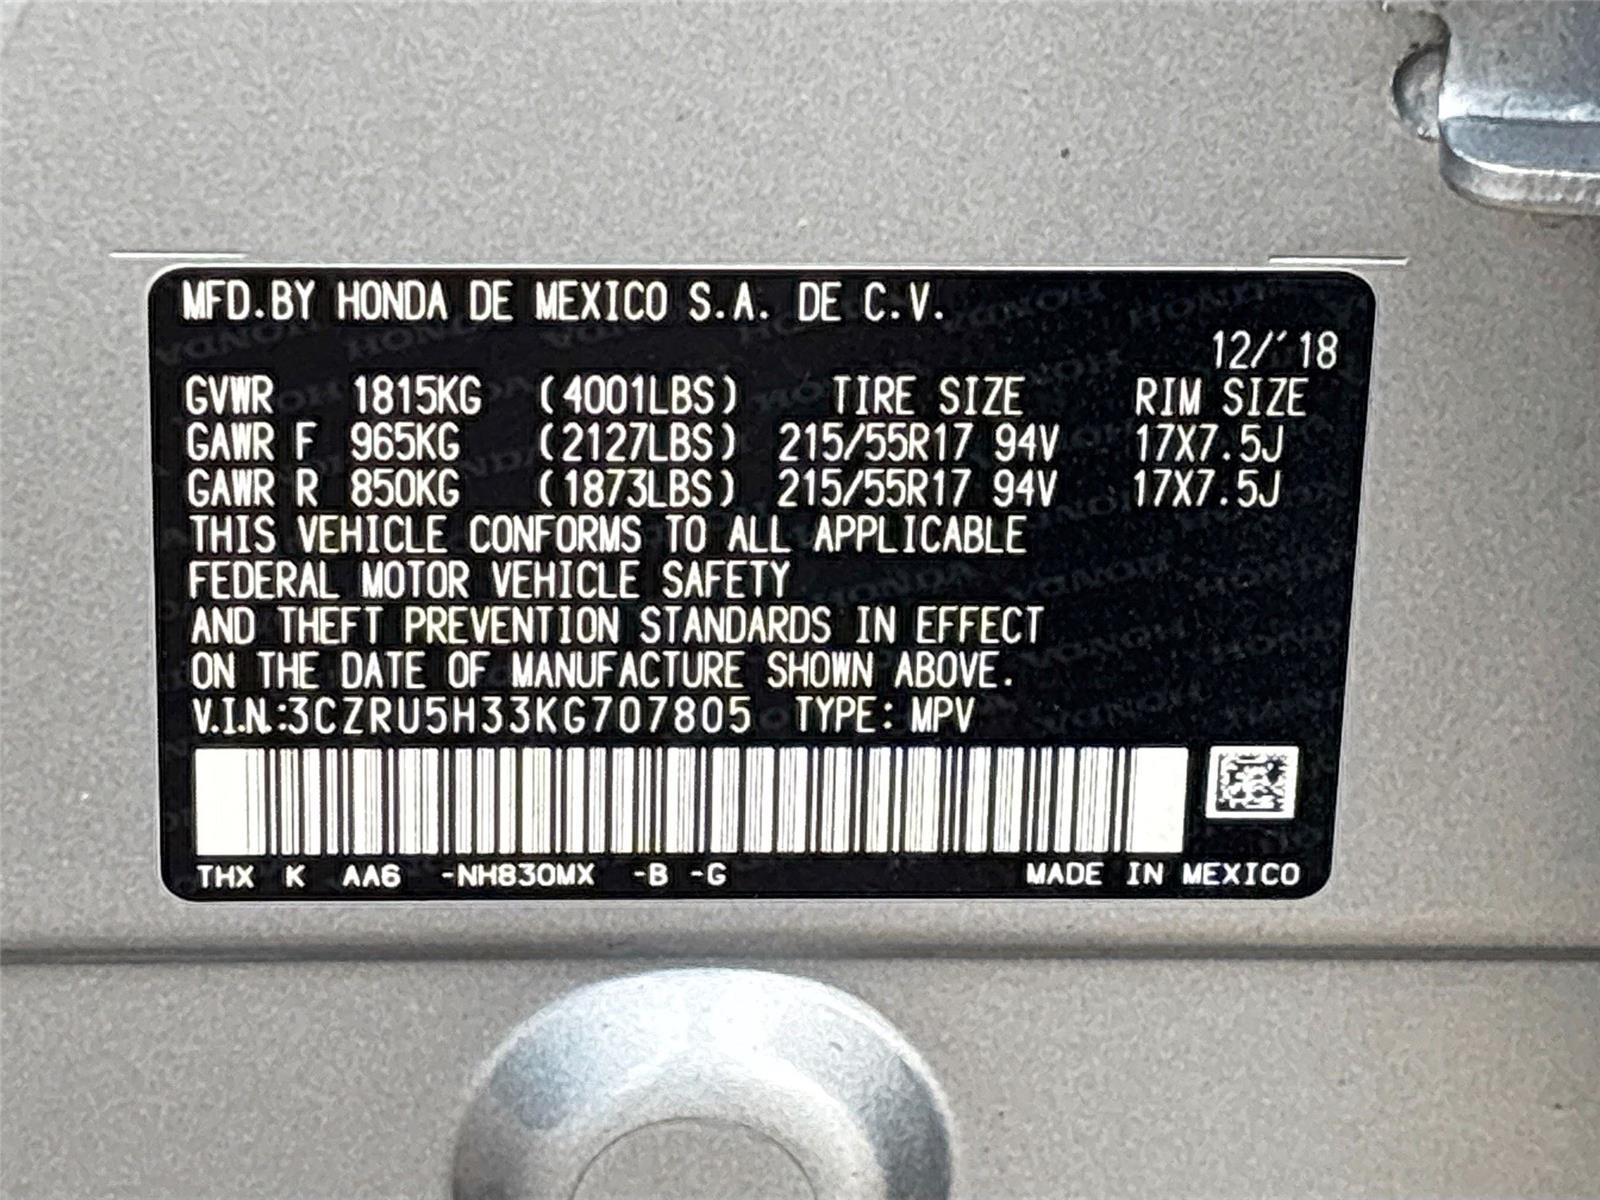 MFD.BY HONDA DE MEXICO S.A. DE C.V.
12/'18
GVWR 1815KG (4001LBS) TIRE SIZE RIM SIZE
GAWR F 965KG (2127LBS) 215/55R17 94V 17X7.5J
GAWR R 850KG (1873LBS) 215/55R17 94V 17X7.5J
THIS VEHICLE CONFORMS TO ALL APPLICABLE
FEDERAL MOTOR VEHICLE SAFETY
AND THEFT PREVENTION STANDARDS IN EFFECT
ON THE DATE OF MANUFACTURE SHOWN ABOVE.
V.I.N.:3CZRU5H33KG707805 TYPE: MPV
THX K AA6 -NH830MX -B -G MADE IN MEXICO